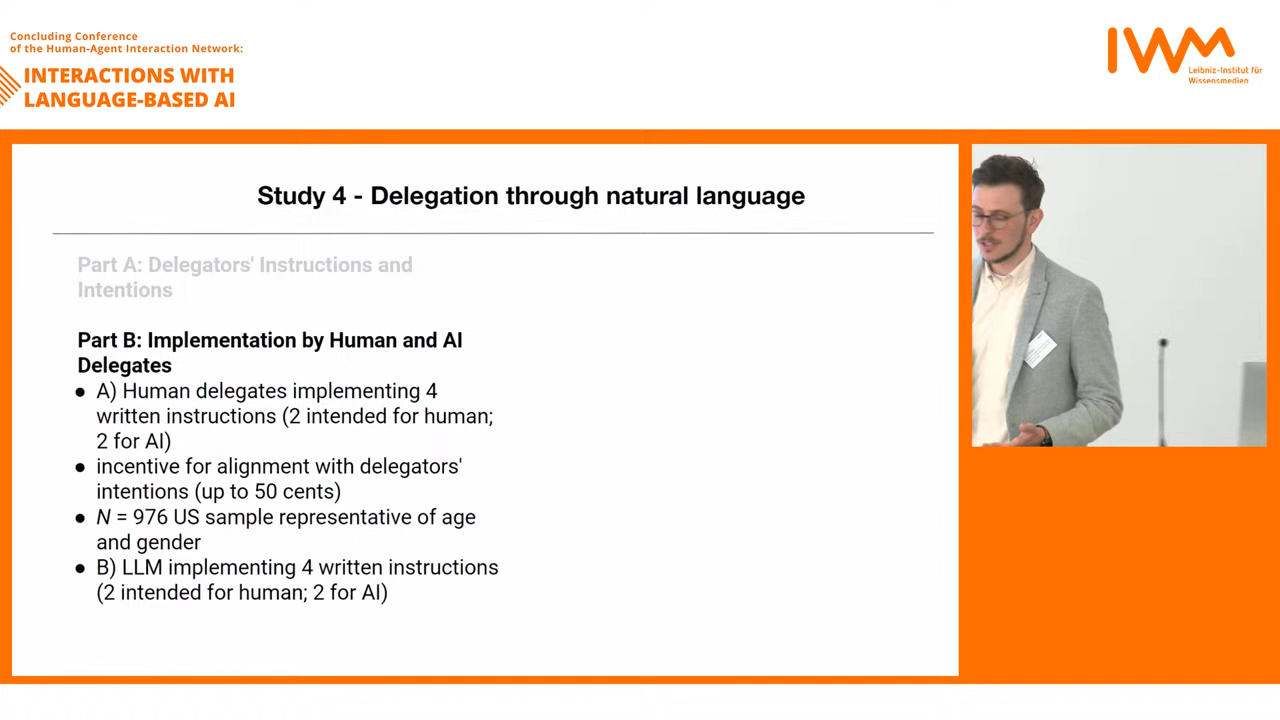 Concluding Conference
of the Human-Agent Interaction Network:
INTERACTIONS WITH
LANGUAGE-BASED AI
IWM
Leibniz-Institut für
Wissensmedien
Study 4 - Delegation through natural language
Part A: Delegators' Instructions and
Intentions
Part B: Implementation by Human and AI
Delegates
● A) Human delegates implementing 4
written instructions (2 intended for human;
2 for AI)
● incentive for alignment with delegators'
intentions (up to 50 cents)
● N = 976 US sample representative of age
and gender
● B) LLM implementing 4 written instructions
(2 intended for human; 2 for AI)